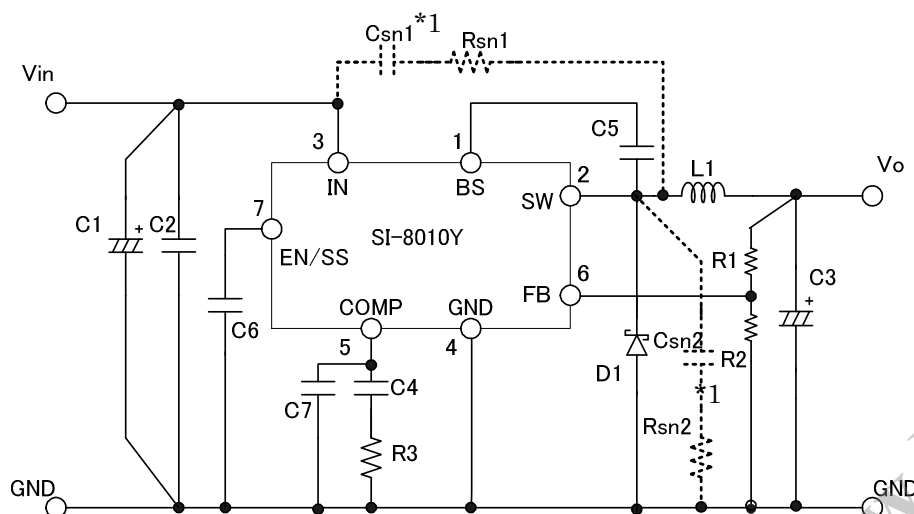 Csn1*1
Rsn1
Vin
3
1
C5
IN
BS
2
SW
L1
Vo
7
C1
+
C2
EN/SS
SI-8010Y
6
FB
R1
C3
+
C6
COMP
GND
5
4
D1
Csn2
*1
R2
C7
C4
R3
Rsn2
GND
GND